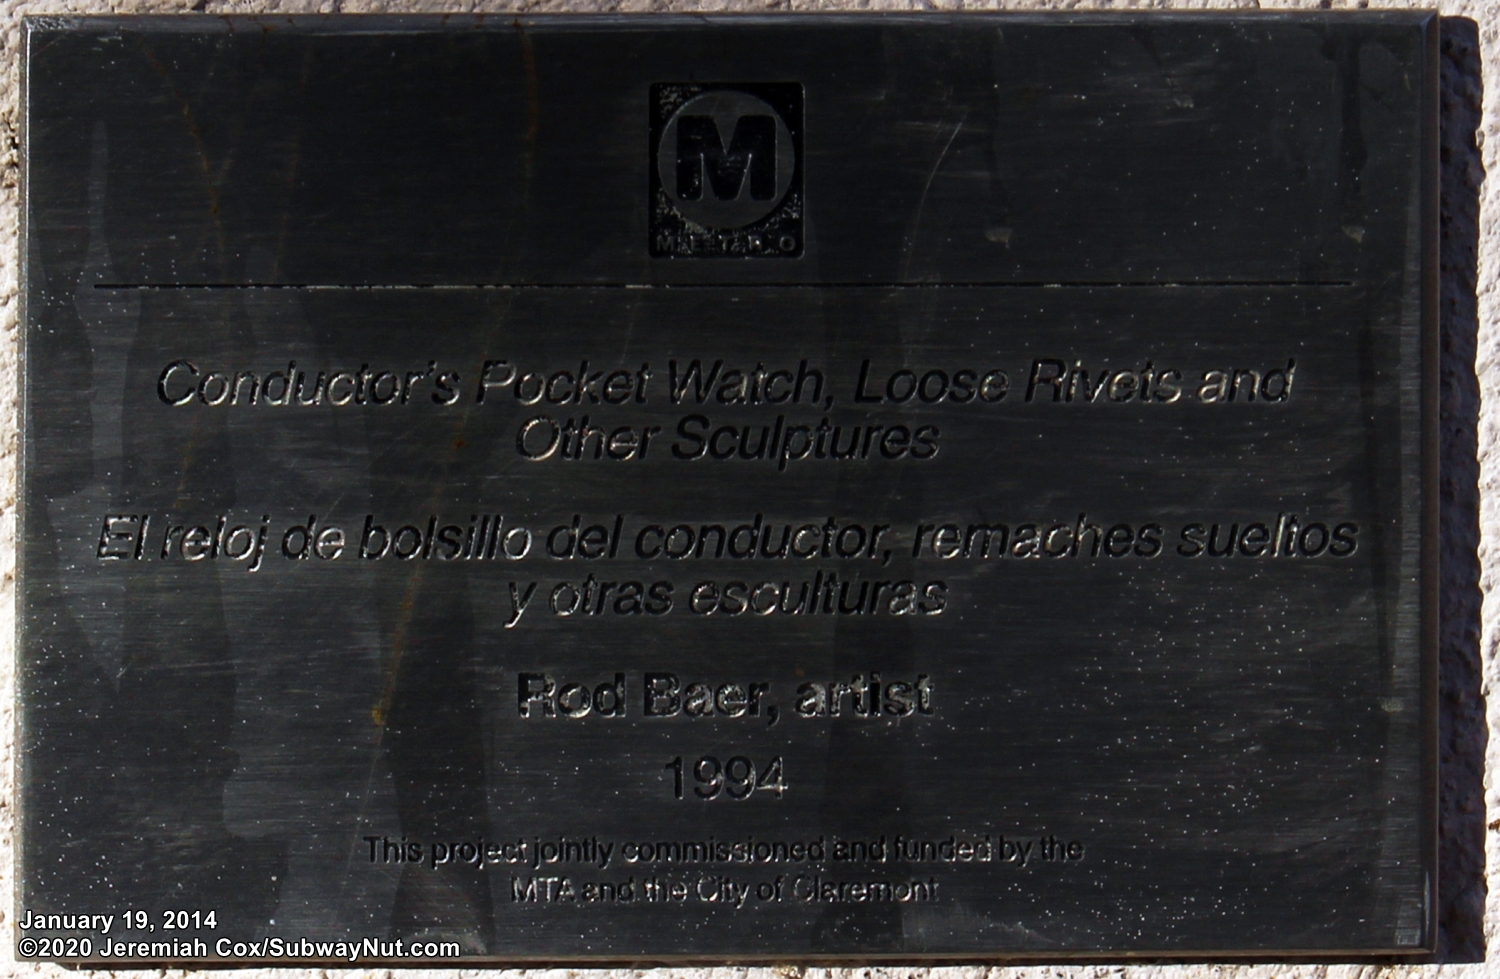 M
METRO
Conductor's Pocket Watch, Loose Rivets and
Other Sculptures
El reloj de bolsillo del conductor, remaches sueltos
y otras esculturas
Rod Baer, artist
1994
This project jointly commissioned and funded by the
MTA and the City of Claremont
January 19, 2014
©2020 Jeremiah Cox/SubwayNut.com